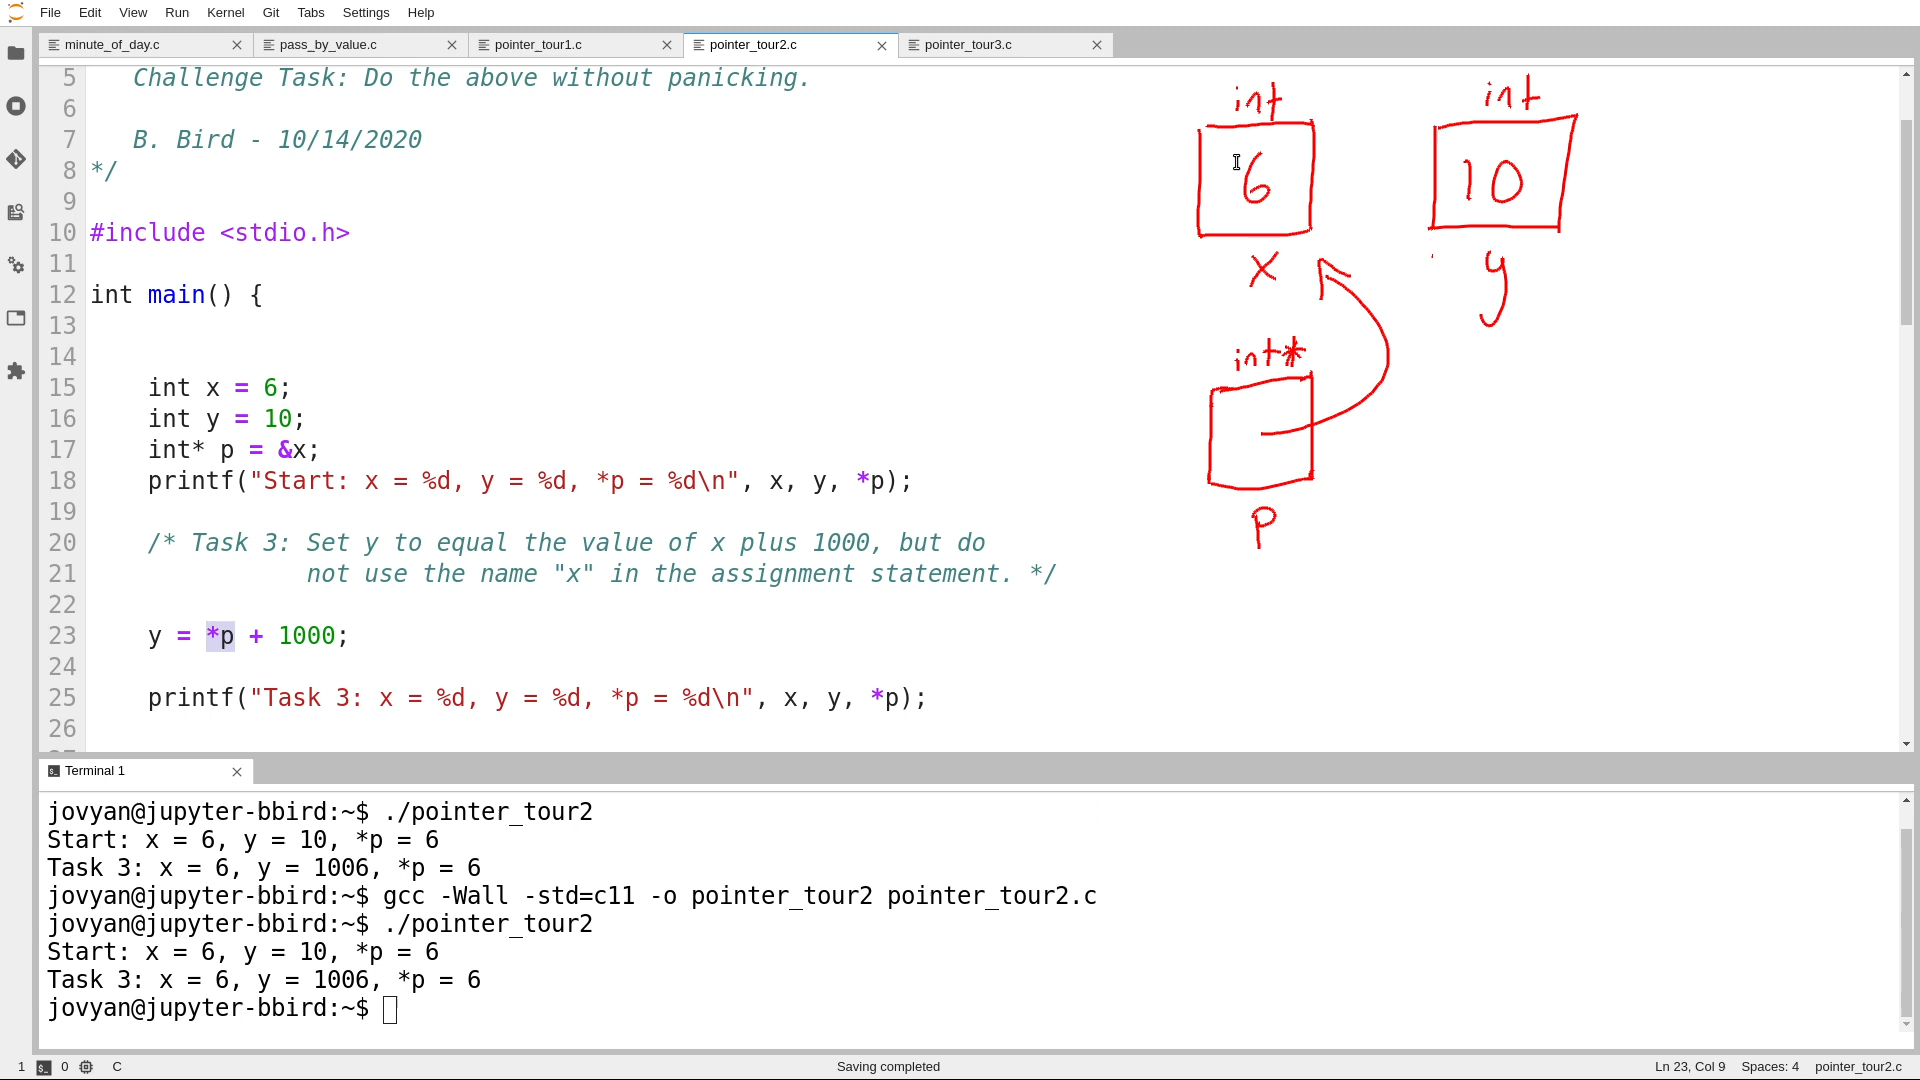 File Edit View Run Kernel Git Tabs Settings Help
minute_of_day.c pass_by_value.c pointer_tour1.c pointer_tour2.c pointer_tour3.c
5 Challenge Task: Do the above without panicking.
6
7 B. Bird - 10/14/2020
8 */
9
10 #include <stdio.h>
11
12 int main() {
13
14
15 int x = 6;
16 int y = 10;
17 int* p = &x;
18 printf("Start: x = %d, y = %d, *p = %d\n", x, y, *p);
19
20 /* Task 3: Set y to equal the value of x plus 1000, but do
21 not use the name "x" in the assignment statement. */
22
23 y = *p + 1000;
24
25 printf("Task 3: x = %d, y = %d, *p = %d\n", x, y, *p);
26
int int
6 10
x y
int*
p
Terminal 1
jovyan@jupyter-bbird:~$ ./pointer_tour2
Start: x = 6, y = 10, *p = 6
Task 3: x = 6, y = 1006, *p = 6
jovyan@jupyter-bbird:~$ gcc -Wall -std=c11 -o pointer_tour2 pointer_tour2.c
jovyan@jupyter-bbird:~$ ./pointer_tour2
Start: x = 6, y = 10, *p = 6
Task 3: x = 6, y = 1006, *p = 6
jovyan@jupyter-bbird:~$
1 0 C Saving completed Ln 23, Col 9 Spaces: 4 pointer_tour2.c